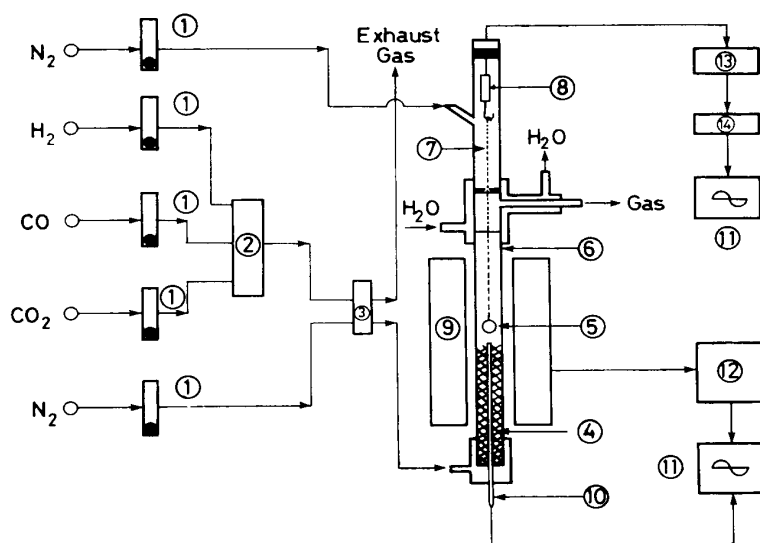 N₂
①
Exhaust
Gas
⑬
⑧
H₂
①
⑭
⑦
H₂O
CO
①
②
H₂O
Gas
⑪
⑥
CO₂
①
③
⑨
⑤
⑫
N₂
①
④
⑪
⑩